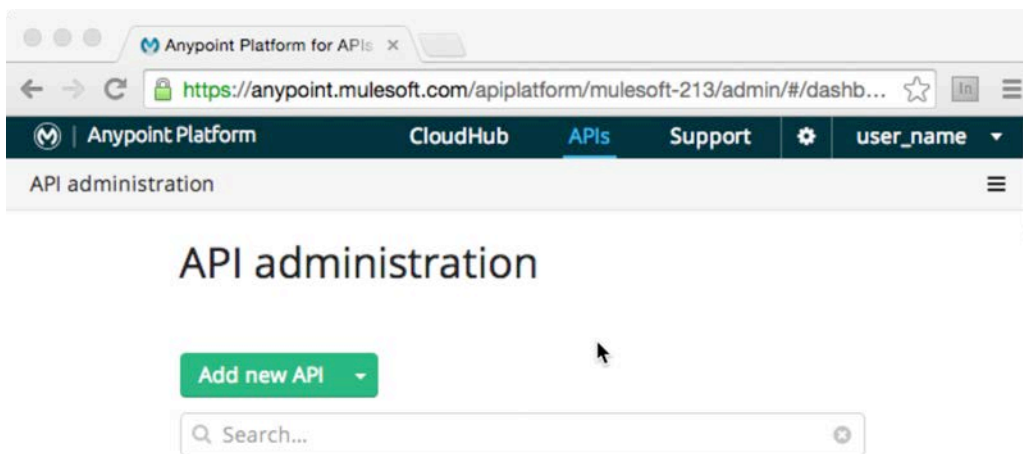 Anypoint Platform for APIs
https://anypoint.mulesoft.com/apiplatform/mulesoft-213/admin/#/dashb... In
Anypoint Platform CloudHub APIs Support user_name
API administration
API administration
Add new API
Search...